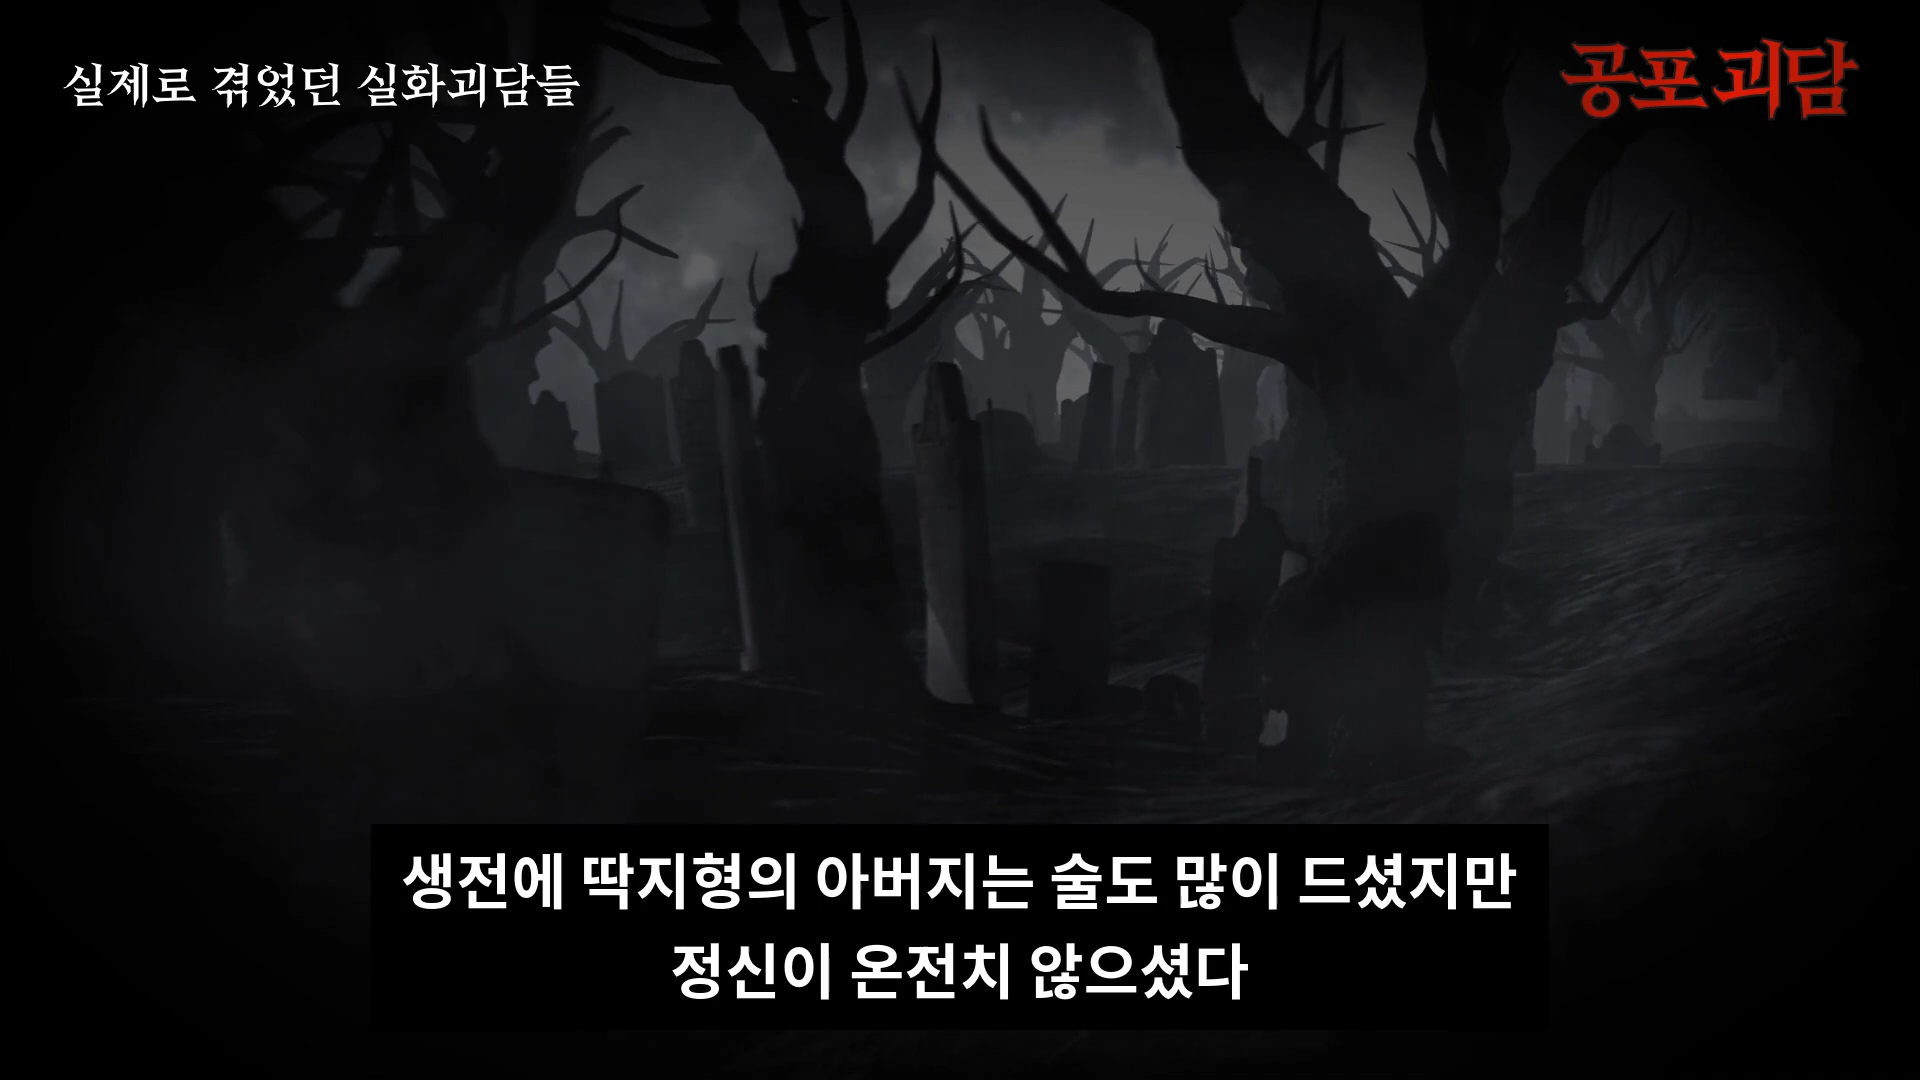 실제로 겪었던 실화괴담들
공포괴담
생전에 딱지형의 아버지는 술도 많이 드셨지만
정신이 온전치 않으셨다